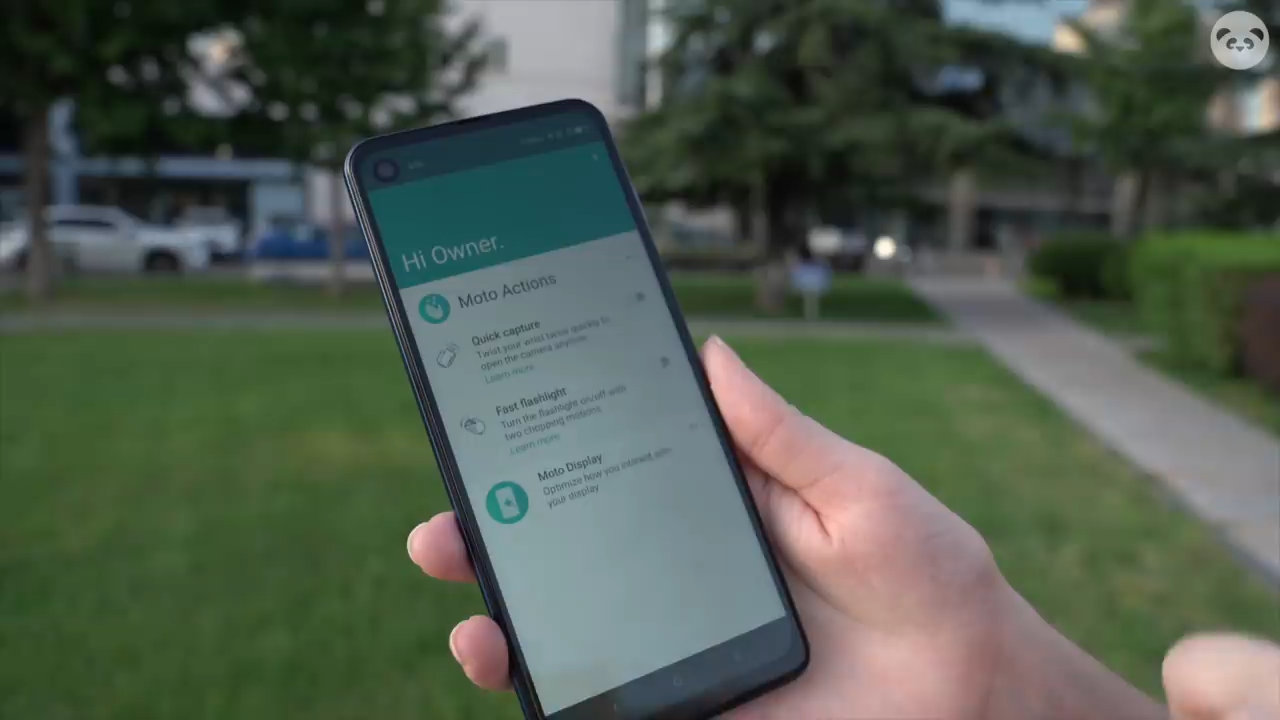 Hi Owner.
Moto Actions
Quick capture
Twist your wrist twice quickly to
open the camera anytime.
Learn more
Fast flashlight
Turn the flashlight on/off with
two chopping motions
Learn more
Moto Display
Optimize how you interact with
your display